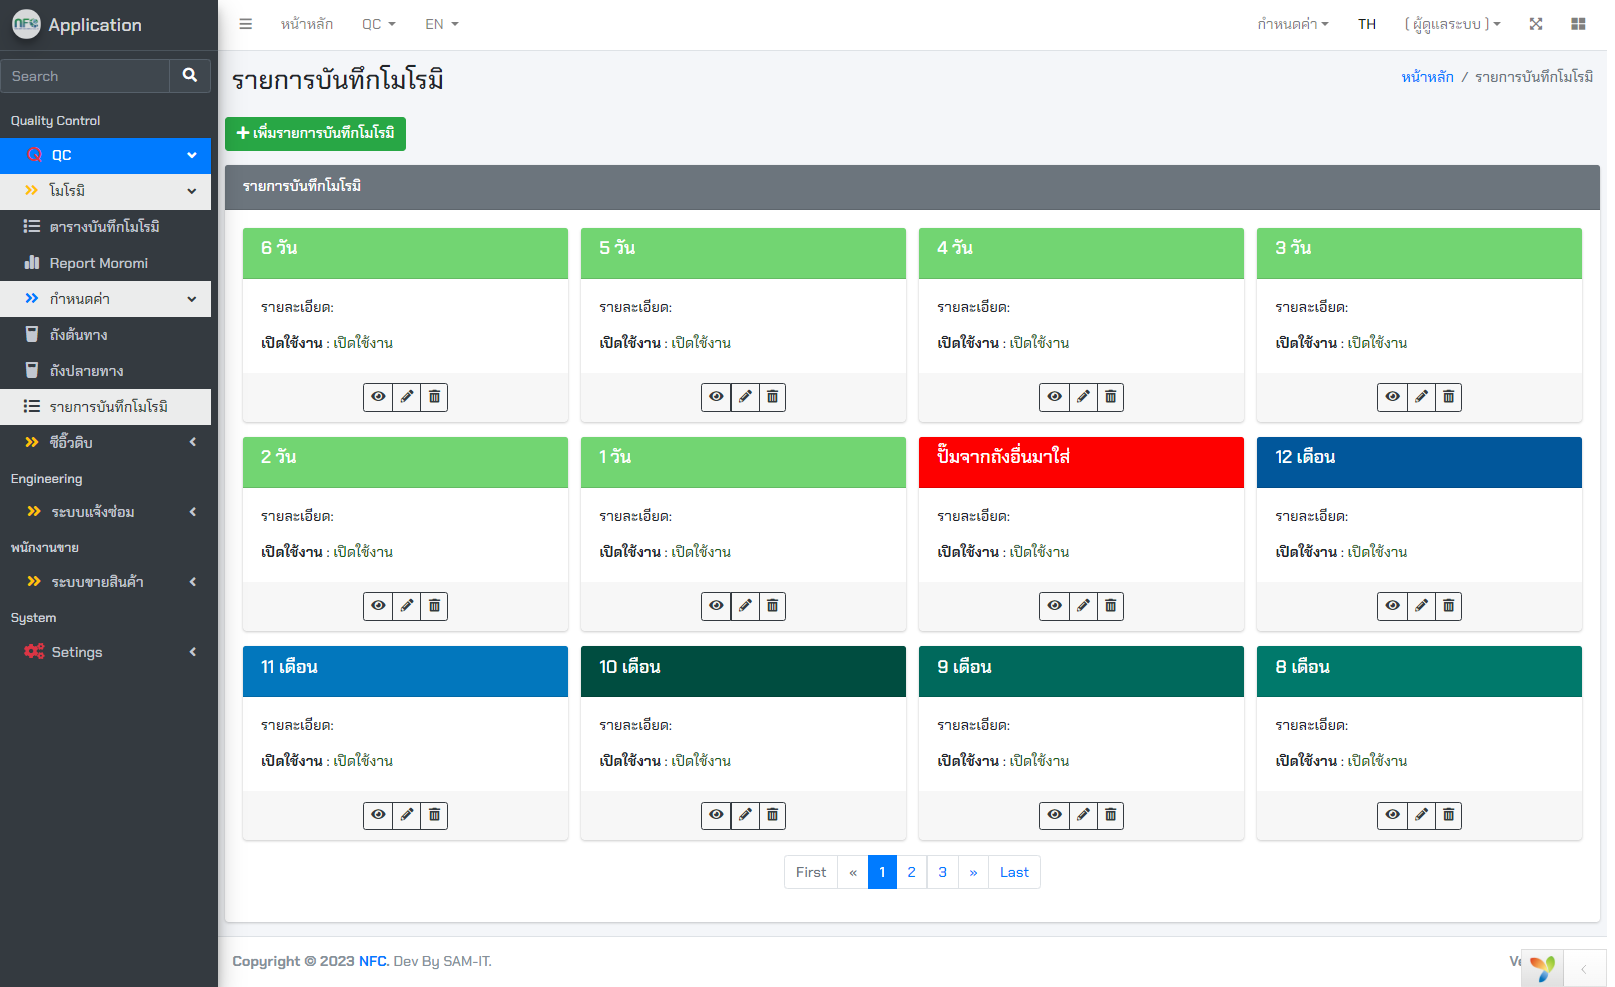 NFC Application
หน้าหลัก QC EN กำหนดค่า TH ( ผู้ดูแลระบบ )
Search
รายการบันทึกโมโรมิ
หน้าหลัก / รายการบันทึกโมโรมิ
Quality Control
QC
โมโรมิ
ตารางบันทึกโมโรมิ
Report Moromi
กำหนดค่า
ถังต้นทาง
ถังปลายทาง
รายการบันทึกโมโรมิ
ซีอิ๊วดิบ
Engineering
ระบบแจ้งซ่อม
พนักงานขาย
ระบบขายสินค้า
System
Setings
เพิ่มรายการบันทึกโมโรมิ
รายการบันทึกโมโรมิ
6 วัน 5 วัน 4 วัน 3 วัน
รายละเอียด: รายละเอียด: รายละเอียด: รายละเอียด:
เปิดใช้งาน : เปิดใช้งาน เปิดใช้งาน : เปิดใช้งาน เปิดใช้งาน : เปิดใช้งาน เปิดใช้งาน : เปิดใช้งาน
2 วัน 1 วัน ปั๊มจากถังอื่นมาใส่ 12 เดือน
รายละเอียด: รายละเอียด: รายละเอียด: รายละเอียด:
เปิดใช้งาน : เปิดใช้งาน เปิดใช้งาน : เปิดใช้งาน เปิดใช้งาน : เปิดใช้งาน เปิดใช้งาน : เปิดใช้งาน
11 เดือน 10 เดือน 9 เดือน 8 เดือน
รายละเอียด: รายละเอียด: รายละเอียด: รายละเอียด:
เปิดใช้งาน : เปิดใช้งาน เปิดใช้งาน : เปิดใช้งาน เปิดใช้งาน : เปิดใช้งาน เปิดใช้งาน : เปิดใช้งาน
First « 1 2 3 » Last
Copyright © 2023 NFC. Dev By SAM-IT.